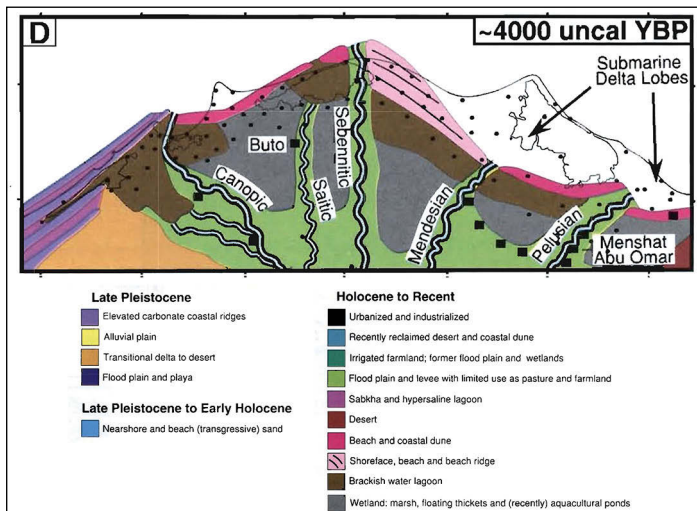 D
~4000 uncal YBP
Submarine
Delta Lobes
Buto
Canopic
Saitic
Sebennitic
Mendesian
Pelusian
Menshat
Abu Omar
Late Pleistocene
Elevated carbonate coastal ridges
Alluvial plain
Transitional delta to desert
Flood plain and playa
Late Pleistocene to Early Holocene
Nearshore and beach (transgressive) sand
Holocene to Recent
Urbanized and industrialized
Recently reclaimed desert and coastal dune
Irrigated farmland; former flood plain and wetlands
Flood plain and levee with limited use as pasture and farmland
Sabkha and hypersaline lagoon
Desert
Beach and coastal dune
Shoreface, beach and beach ridge
Brackish water lagoon
Wetland: marsh, floating thickets and (recently) aquacultural ponds